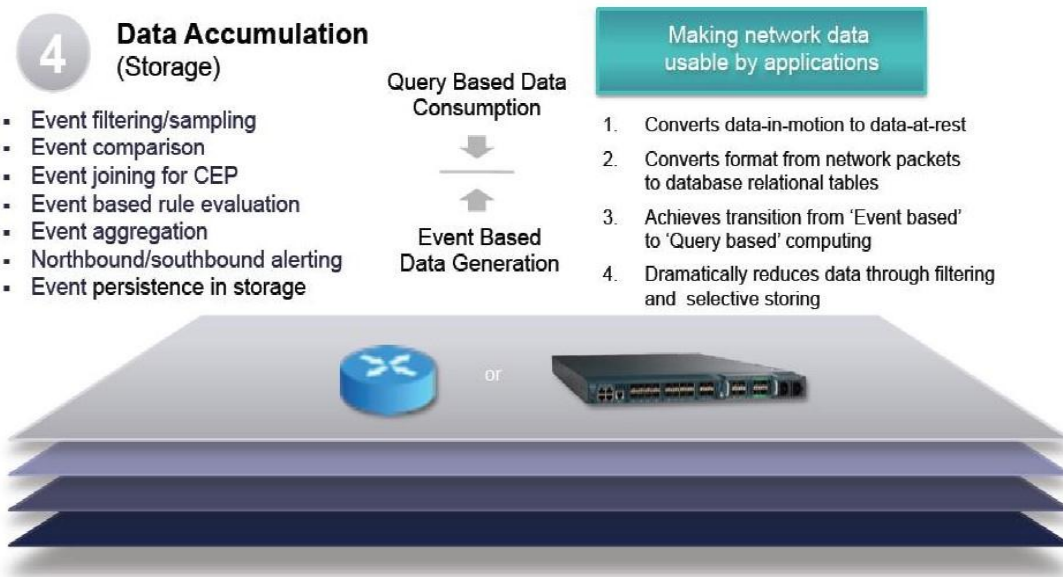 4
Data Accumulation
(Storage)
▪ Event filtering/sampling
▪ Event comparison
▪ Event joining for CEP
▪ Event based rule evaluation
▪ Event aggregation
▪ Northbound/southbound alerting
▪ Event persistence in storage
Query Based Data
Consumption
Event Based
Data Generation
Making network data
usable by applications
1. Converts data-in-motion to data-at-rest
2. Converts format from network packets
to database relational tables
3. Achieves transition from ‘Event based’
to ‘Query based’ computing
4. Dramatically reduces data through filtering
and selective storing
or